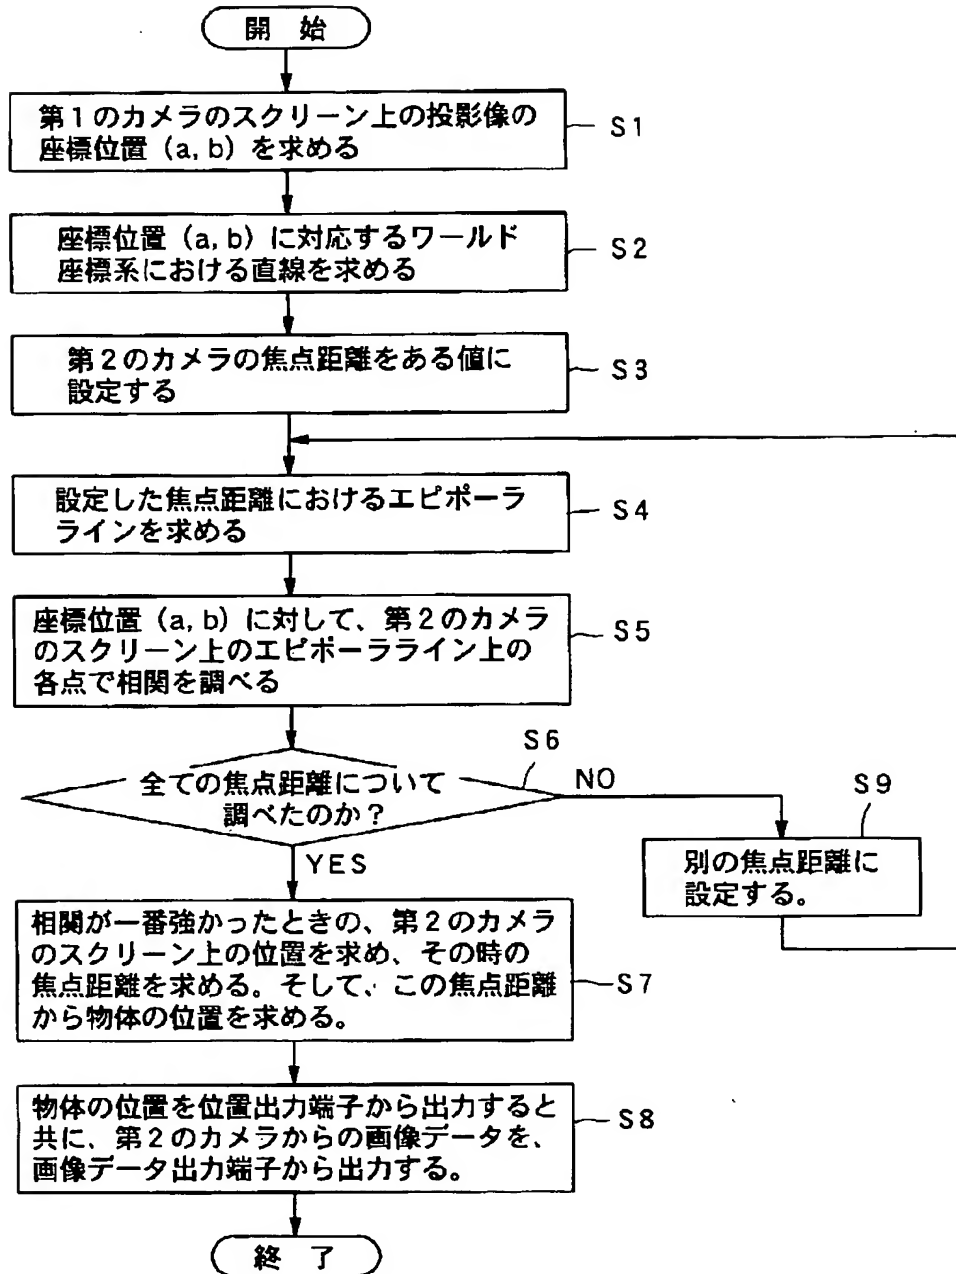 開 始
第1のカメラのスクリーン上の投影像の
座標位置 (a, b) を求める
S1
座標位置 (a, b) に対応するワールド
座標系における直線を求める
S2
第2のカメラの焦点距離をある値に
設定する
S3
設定した焦点距離におけるエピポーラ
ラインを求める
S4
座標位置 (a, b) に対して、第2のカメラ
のスクリーン上のエピポーラライン上の
各点で相関を調べる
S5
S6
全ての焦点距離について
調べたのか？
NO
YES
S9
別の焦点距離に
設定する。
相関が一番強かったときの、第2のカメラ
のスクリーン上の位置を求め、その時の
焦点距離を求める。そして、この焦点距離
から物体の位置を求める。
S7
物体の位置を位置出力端子から出力すると
共に、第2のカメラからの画像データを、
画像データ出力端子から出力する。
S8
終 了